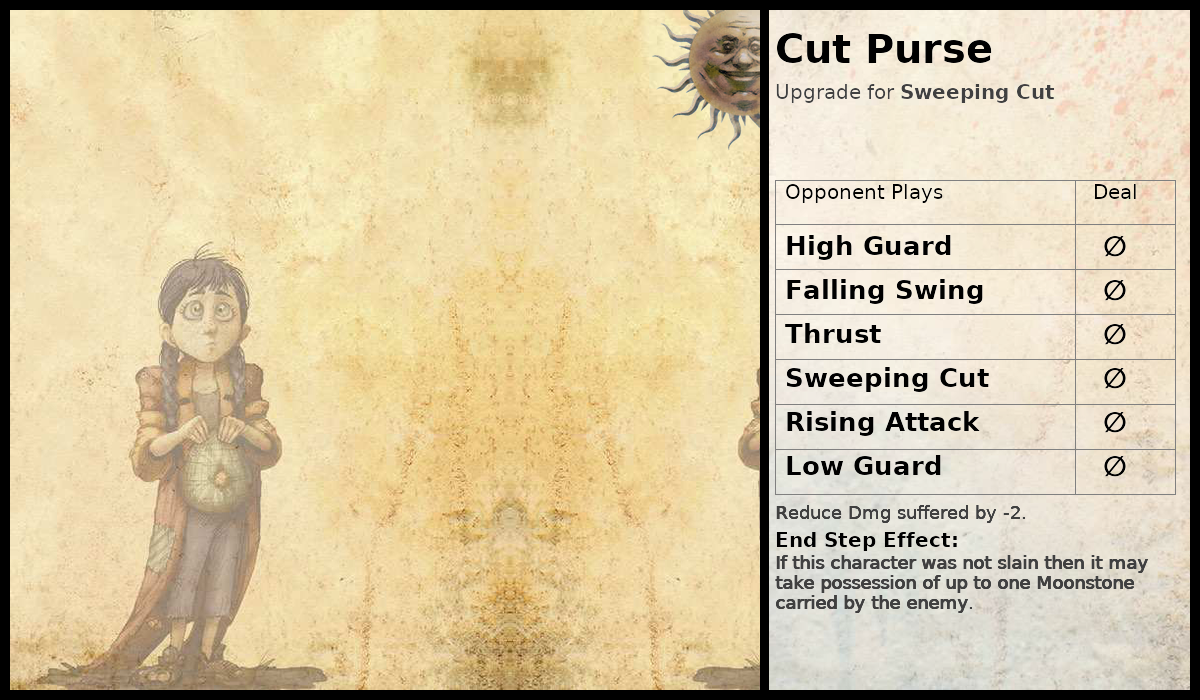 Cut Purse
Upgrade for Sweeping Cut
Opponent Plays Deal
High Guard ∅
Falling Swing ∅
Thrust ∅
Sweeping Cut ∅
Rising Attack ∅
Low Guard ∅
Reduce Dmg suffered by -2.
End Step Effect:
If this character was not slain then it may
take possession of up to one Moonstone
carried by the enemy.